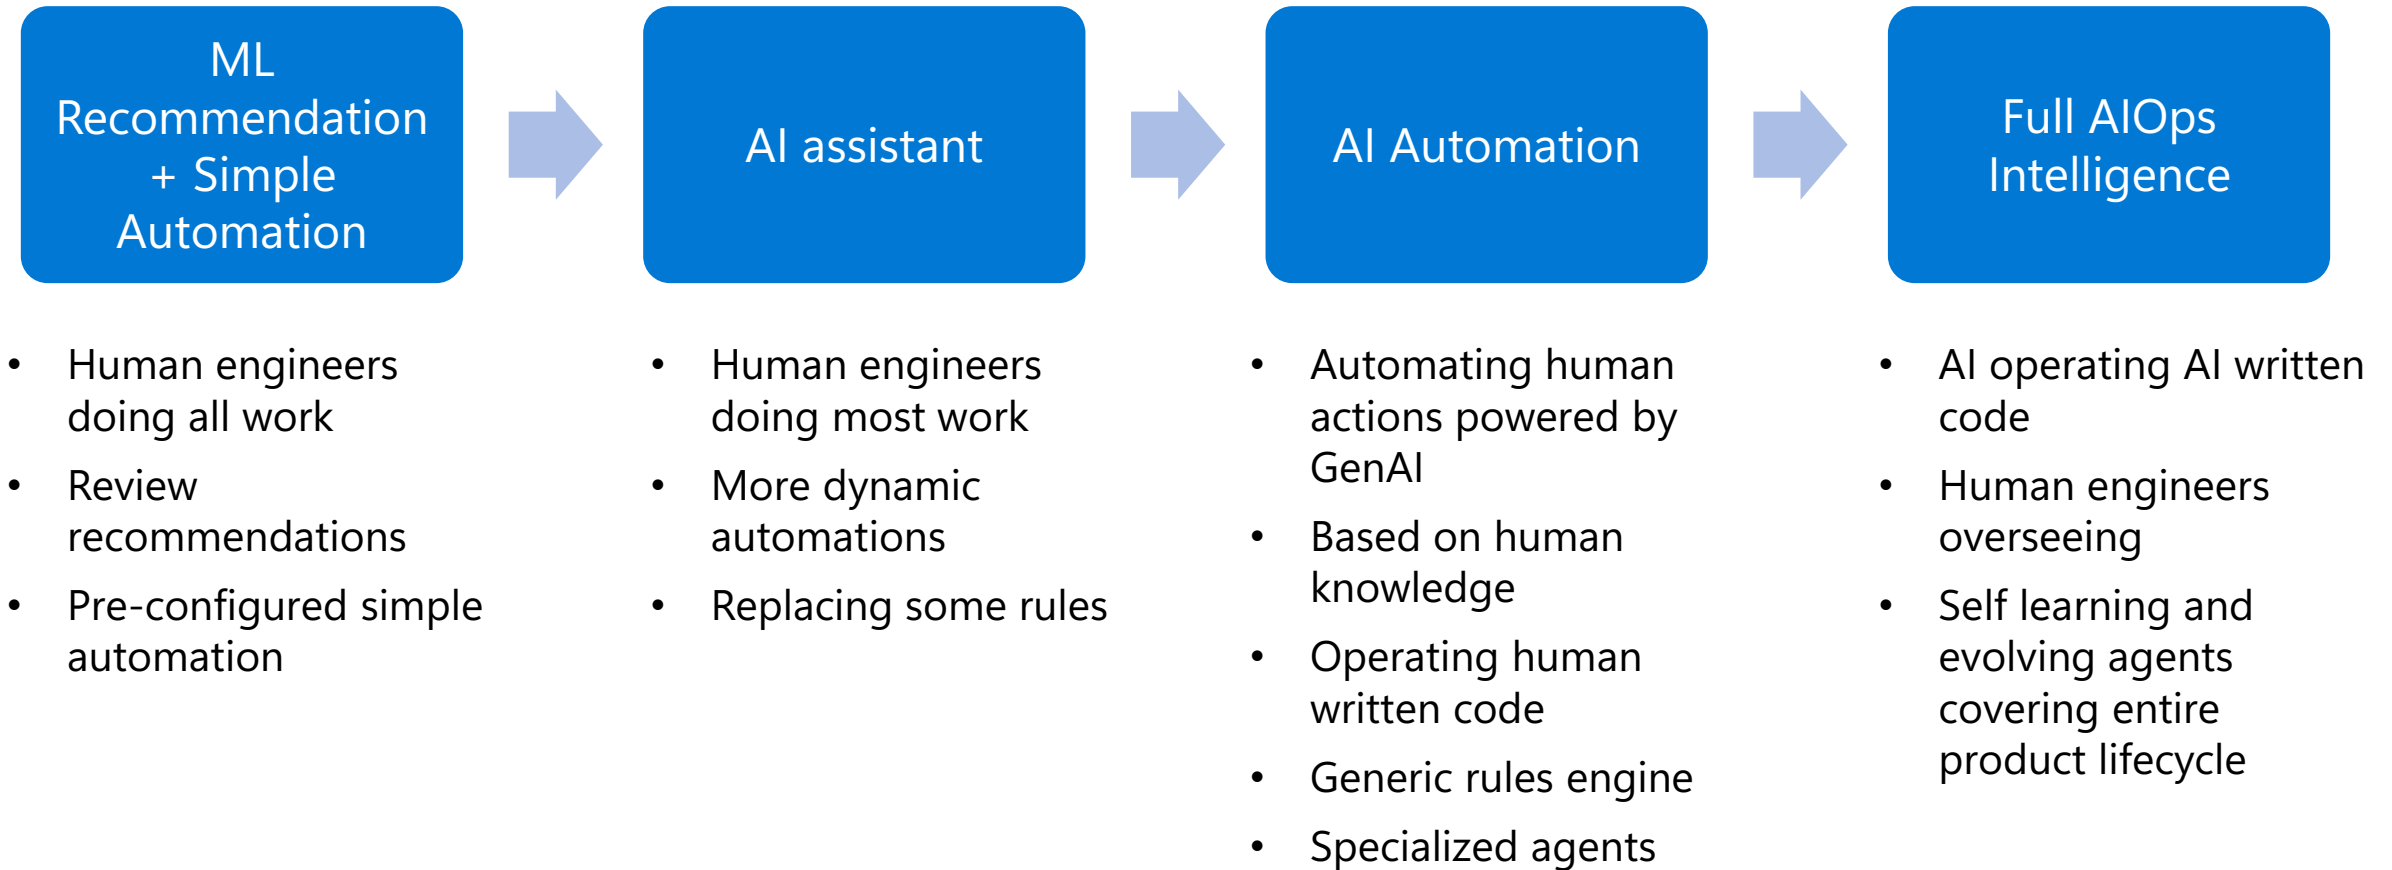 ML
Recommendation
+ Simple
Automation
• Human engineers
doing all work
• Review
recommendations
• Pre-configured simple
automation
AI assistant
• Human engineers
doing most work
• More dynamic
automations
• Replacing some rules
AI Automation
• Automating human
actions powered by
GenAI
• Based on human
knowledge
• Operating human
written code
• Generic rules engine
• Specialized agents
Full AIOps
Intelligence
• AI operating AI written
code
• Human engineers
overseeing
• Self learning and
evolving agents
covering entire
product lifecycle